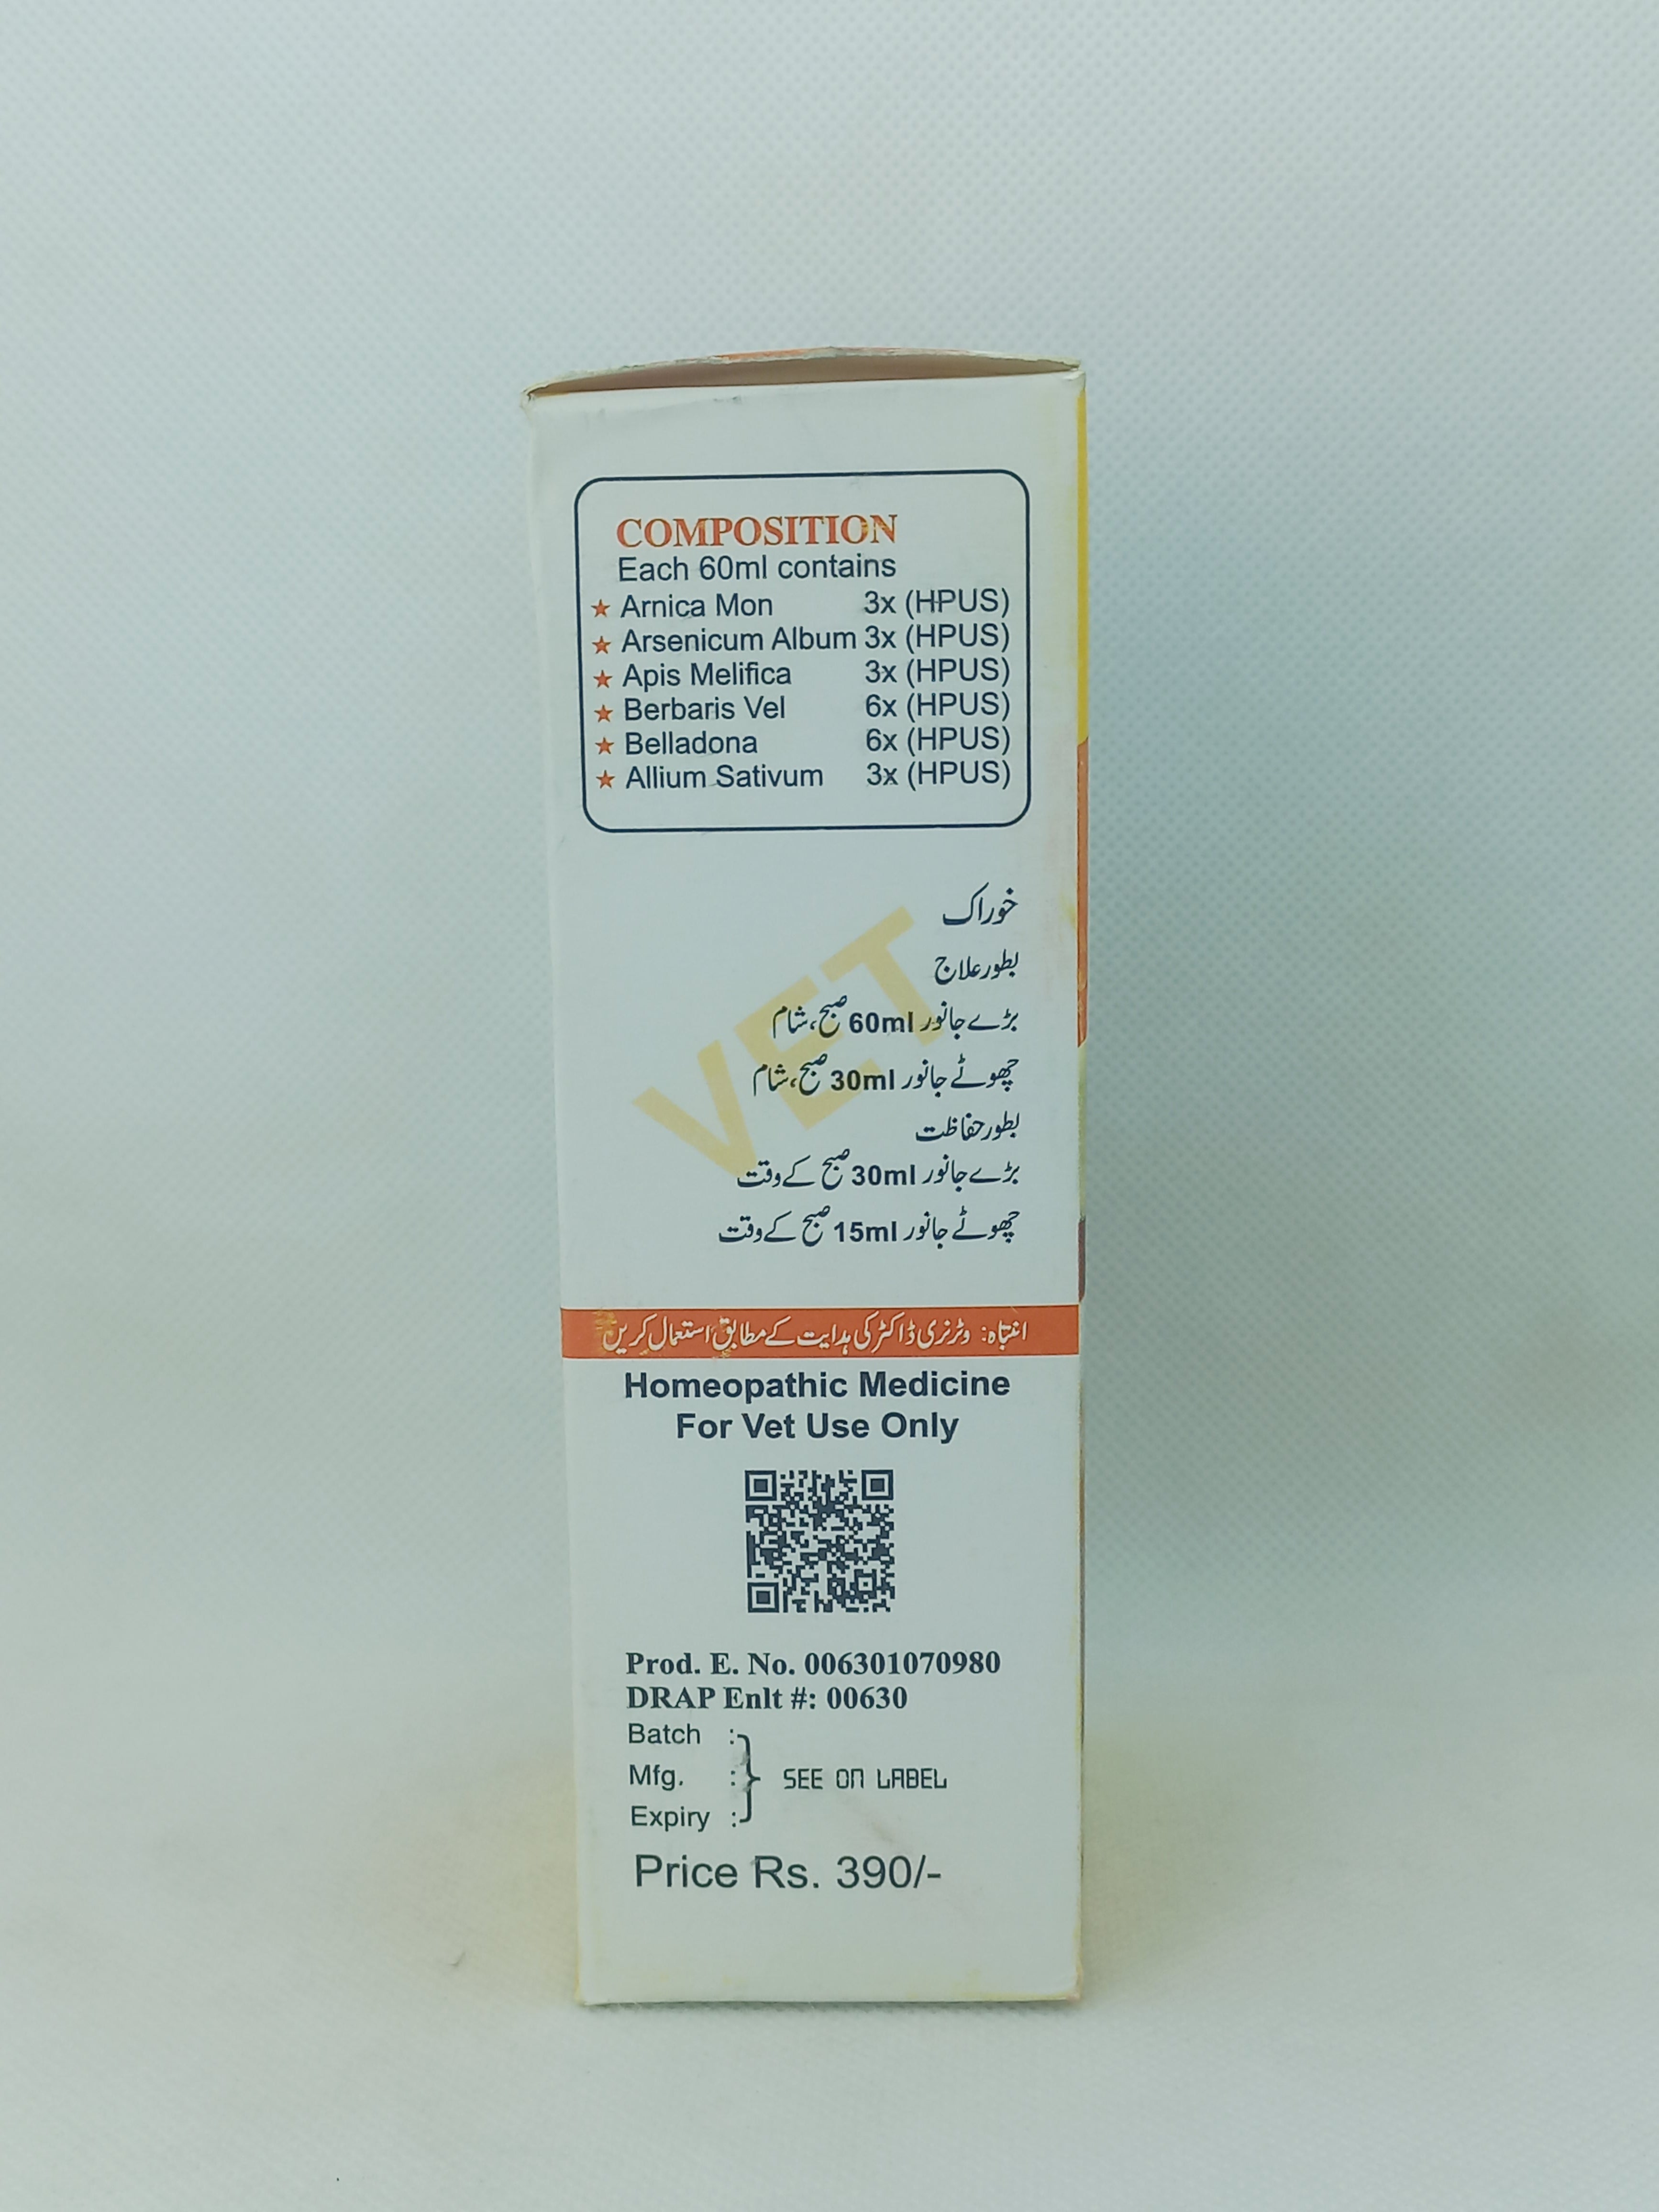 COMPOSITION
Each 60ml contains
★ Arnica Mon 3x (HPUS)
★ Arsenicum Album 3x (HPUS)
★ Apis Melifica 3x (HPUS)
★ Berbaris Vel 6x (HPUS)
★ Belladona 6x (HPUS)
★ Allium Sativum 3x (HPUS)
VET
خوراک
بطور علاج
بڑے جانور 60ml صبح، شام
چھوٹے جانور 30ml صبح، شام
بطور حفاظت
بڑے جانور 30ml صبح کے وقت
چھوٹے جانور 15ml صبح کے وقت
انتباہ: وٹرنری ڈاکٹر کی ہدایت کے مطابق استعمال کریں
Homeopathic Medicine
For Vet Use Only
Prod. E. No. 006301070980
DRAP Enlt #: 00630
Batch :
Mfg. : } SEE ON LABEL
Expiry :
Price Rs. 390/-